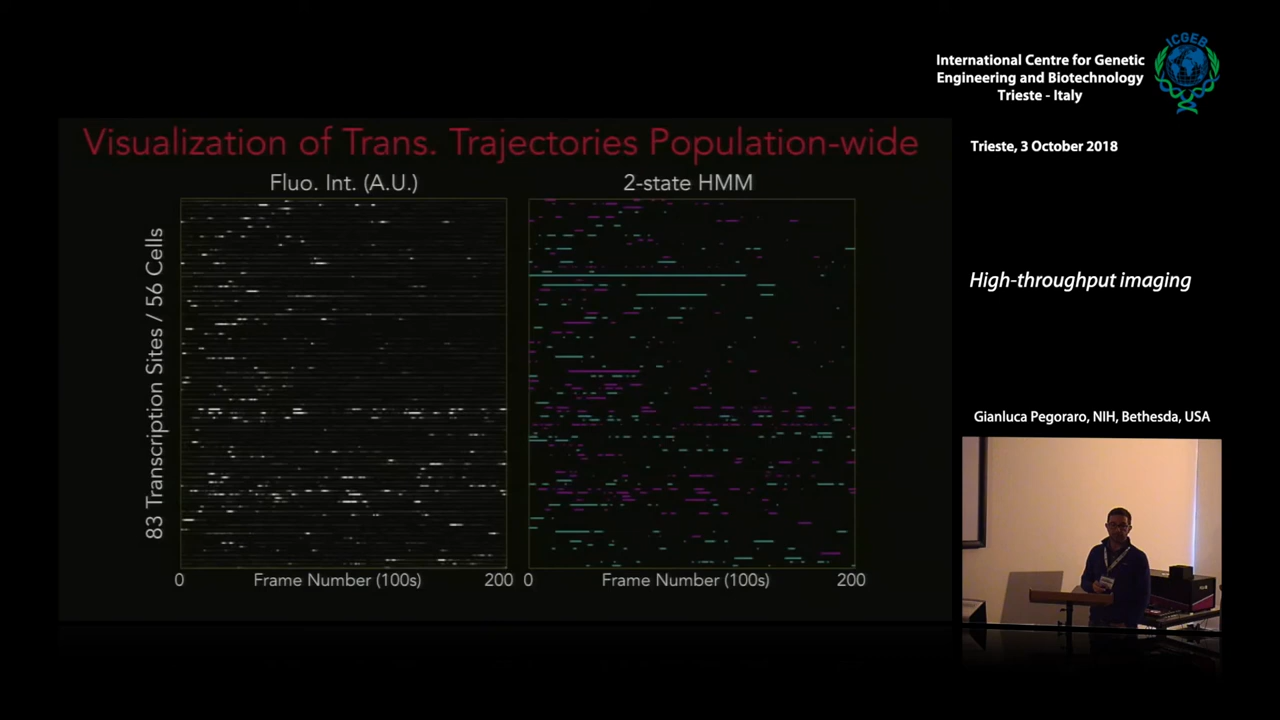 ICGEB
International Centre for Genetic
Engineering and Biotechnology
Trieste - Italy
Trieste, 3 October 2018
High-throughput imaging
Gianluca Pegoraro, NIH, Bethesda, USA
Visualization of Trans. Trajectories Population-wide
Fluo. Int. (A.U.)
2-state HMM
83 Transcription Sites / 56 Cells
0 Frame Number (100s) 200
0 Frame Number (100s) 200